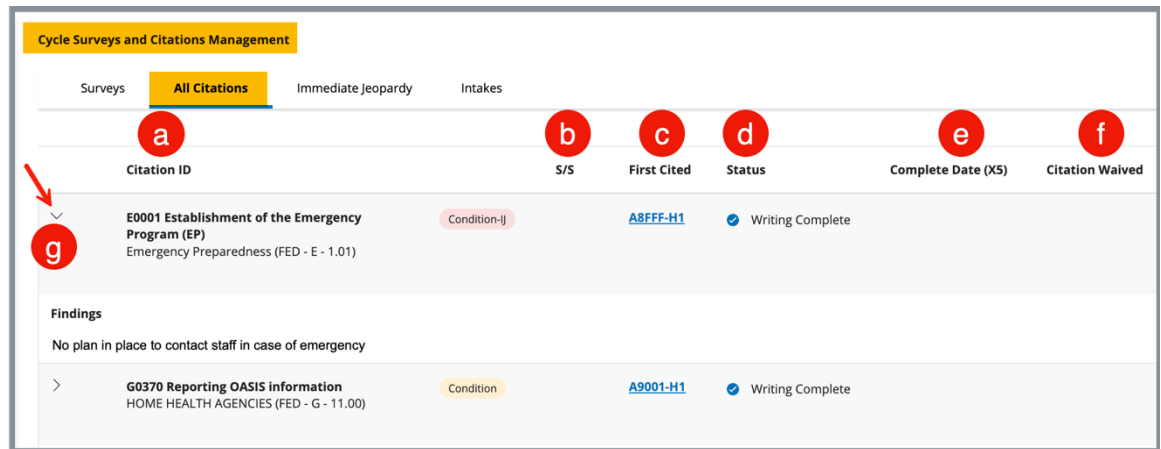 Cycle Surveys and Citations Management
Surveys All Citations Immediate Jeopardy Intakes
a b c d e f
Citation ID S/S First Cited Status Complete Date (X5) Citation Waived
E0001 Establishment of the Emergency Condition-IJ A8FFF-H1 Writing Complete
Program (EP)
g
Emergency Preparedness (FED - E - 1.01)
Findings
No plan in place to contact staff in case of emergency
G0370 Reporting OASIS information Condition A9001-H1 Writing Complete
HOME HEALTH AGENCIES (FED - G - 11.00)